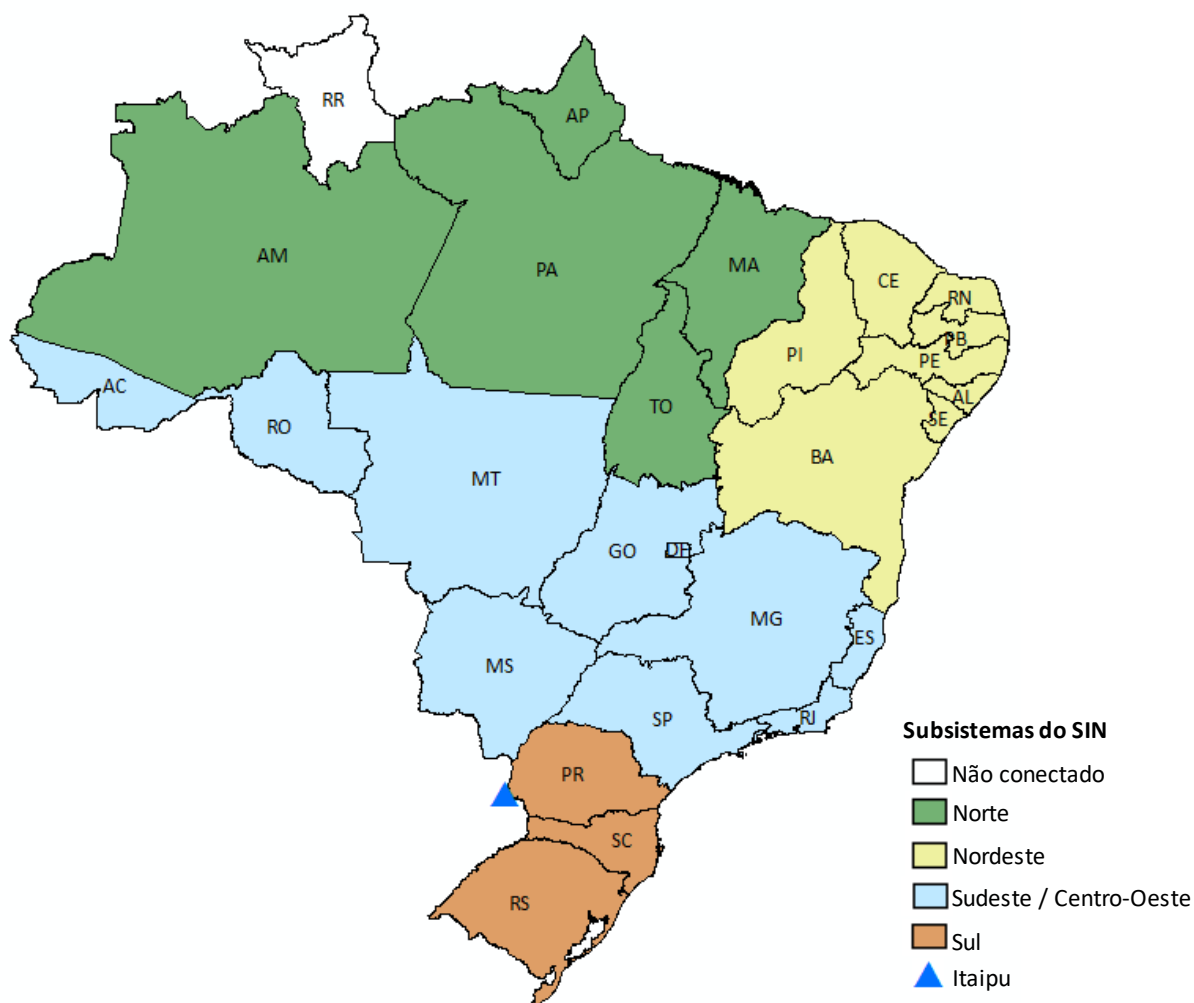 RR
AP
AM
PA
MA
CE
RN
PB
PI
PE
AL
SE
TO
AC
RO
BA
MT
GO
DF
MG
ES
MS
SP
RJ
PR
SC
RS
Subsistemas do SIN
Não conectado
Norte
Nordeste
Sudeste / Centro-Oeste
Sul
Itaipu